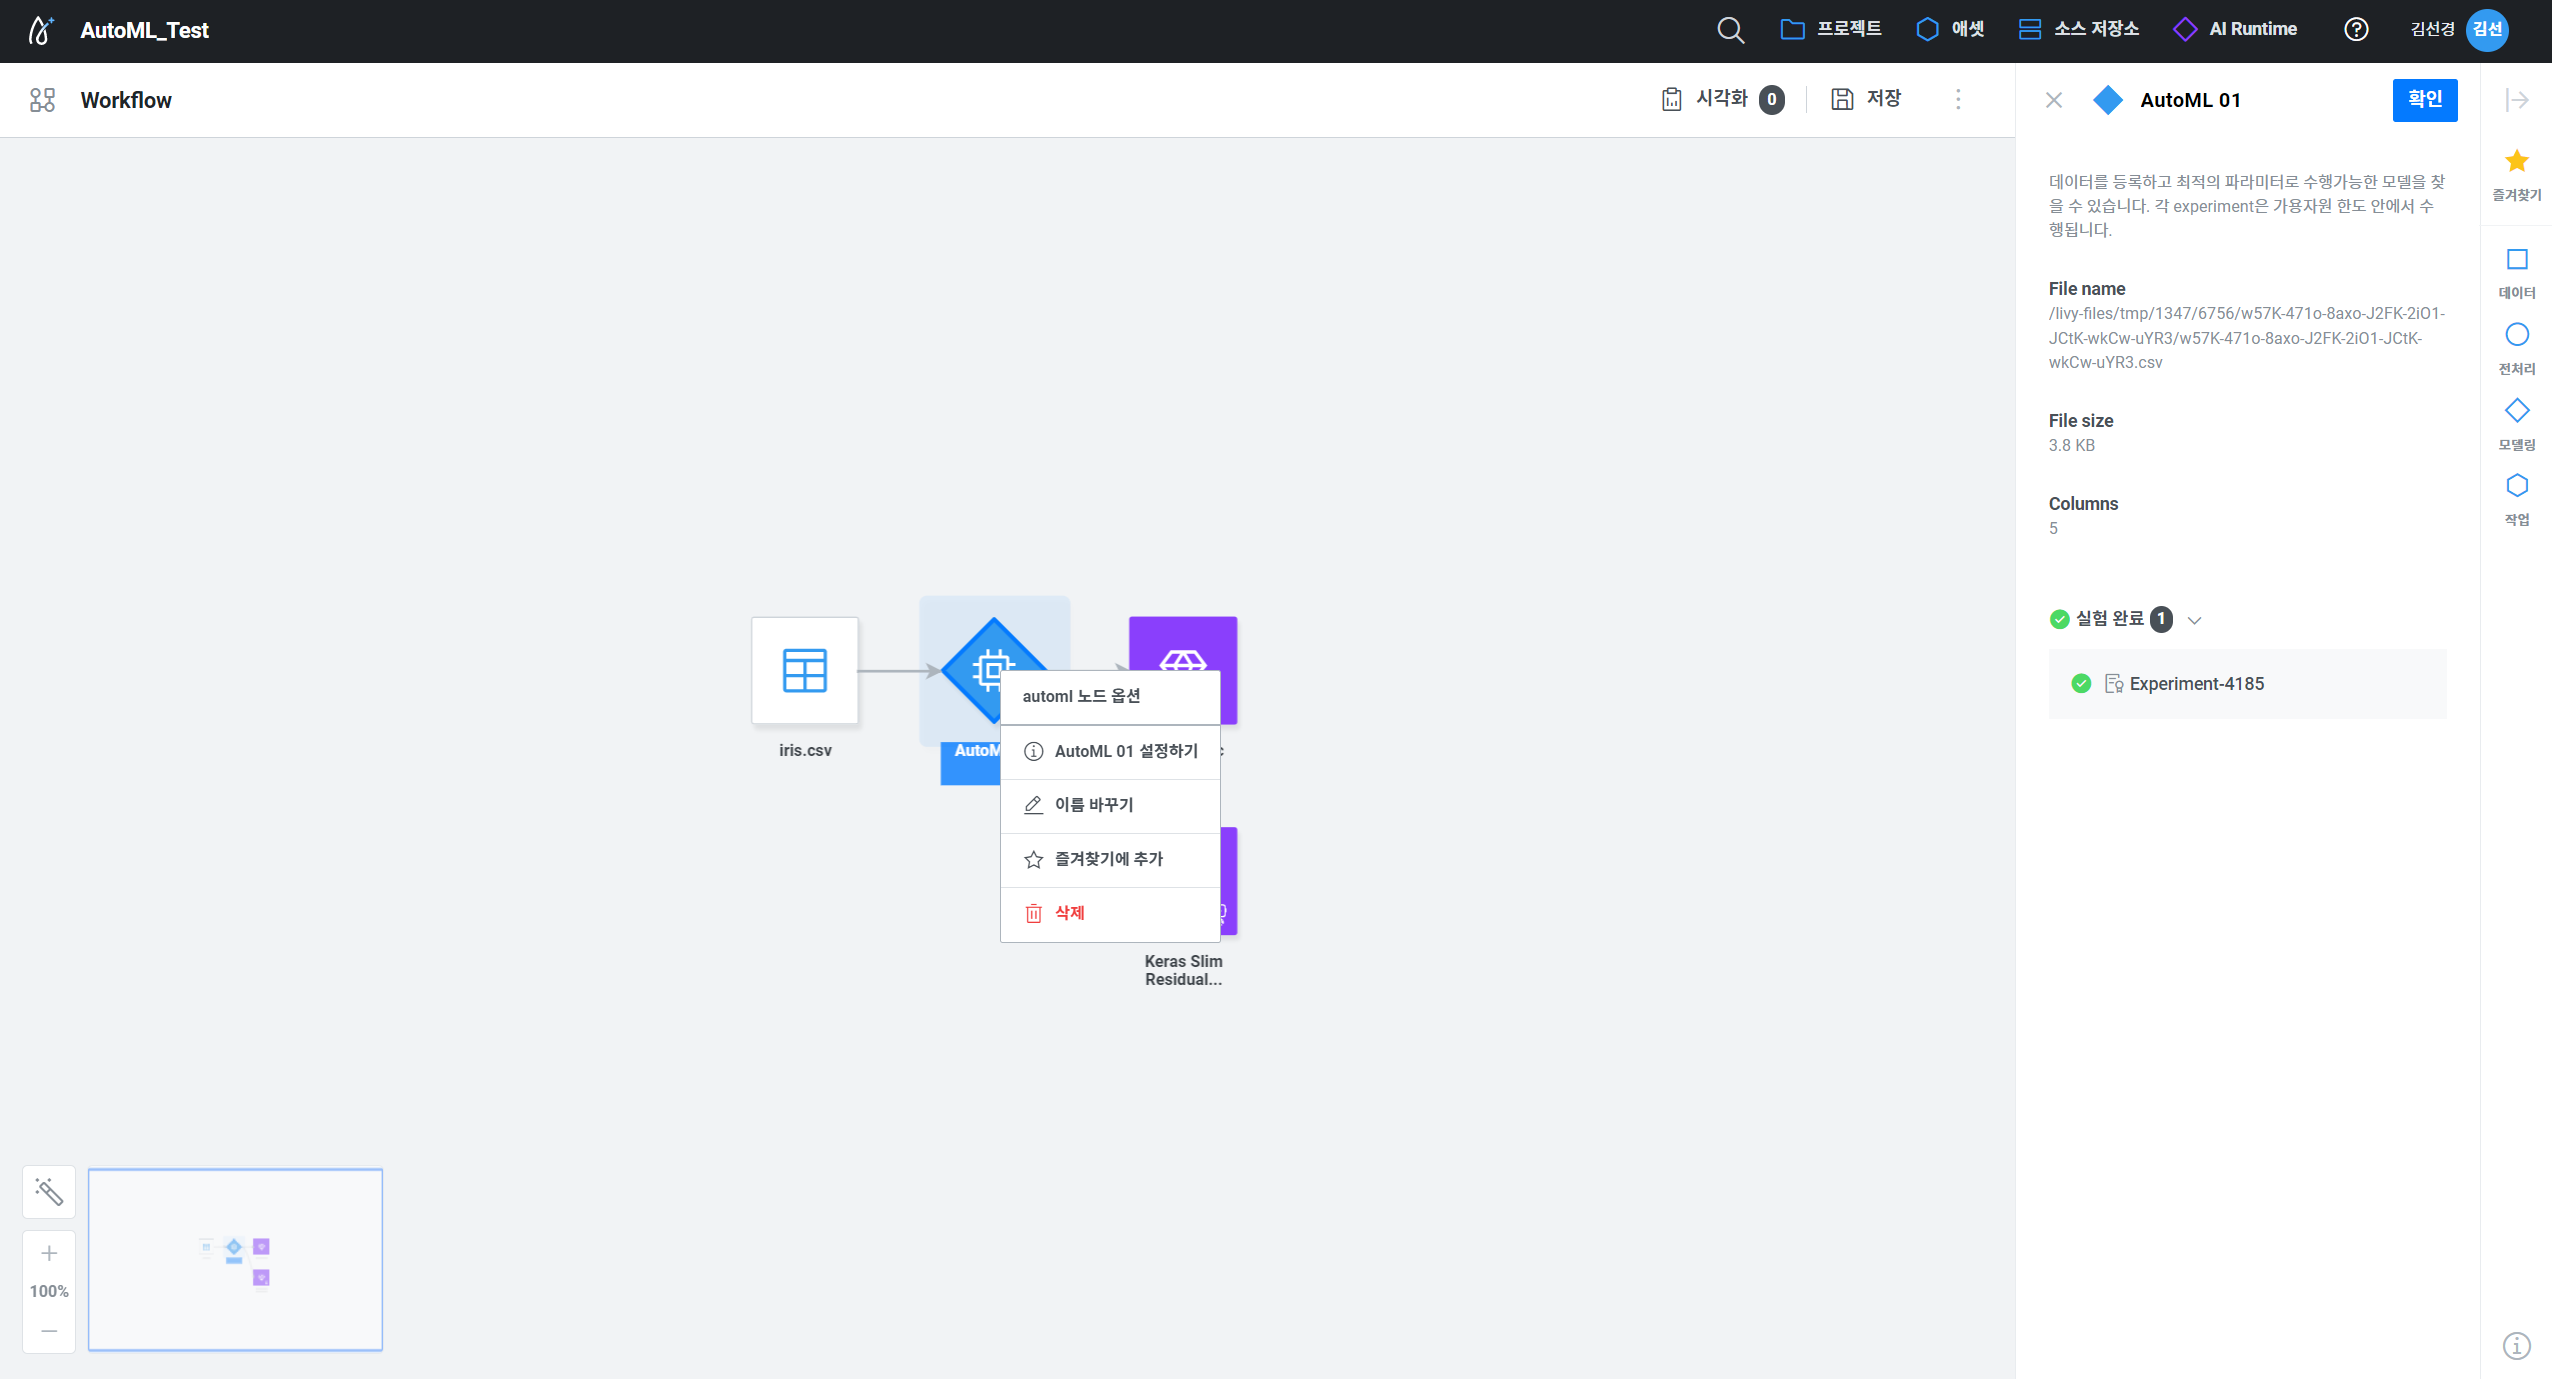 AutoML_Test
프로젝트
애셋
소스 저장소
AI Runtime
김선경
김선
Workflow
시각화 0
저장
AutoML 01
확인
데이터를 등록하고 최적의 파라미터로 수행가능한 모델을 찾
을 수 있습니다. 각 experiment은 가용자원 한도 안에서 수
행됩니다.
File name
/livy-files/tmp/1347/6756/w57K-471o-8axo-J2FK-2iO1-
JCtK-wkCw-uYR3/w57K-471o-8axo-J2FK-2iO1-JCtK-
wkCw-uYR3.csv
File size
3.8 KB
Columns
5
실험 완료 1
Experiment-4185
즐겨찾기
데이터
전처리
모델링
작업
iris.csv
automl 노드 옵션
AutoML 01 설정하기
이름 바꾸기
즐겨찾기에 추가
삭제
Keras Slim
Residual...
100%